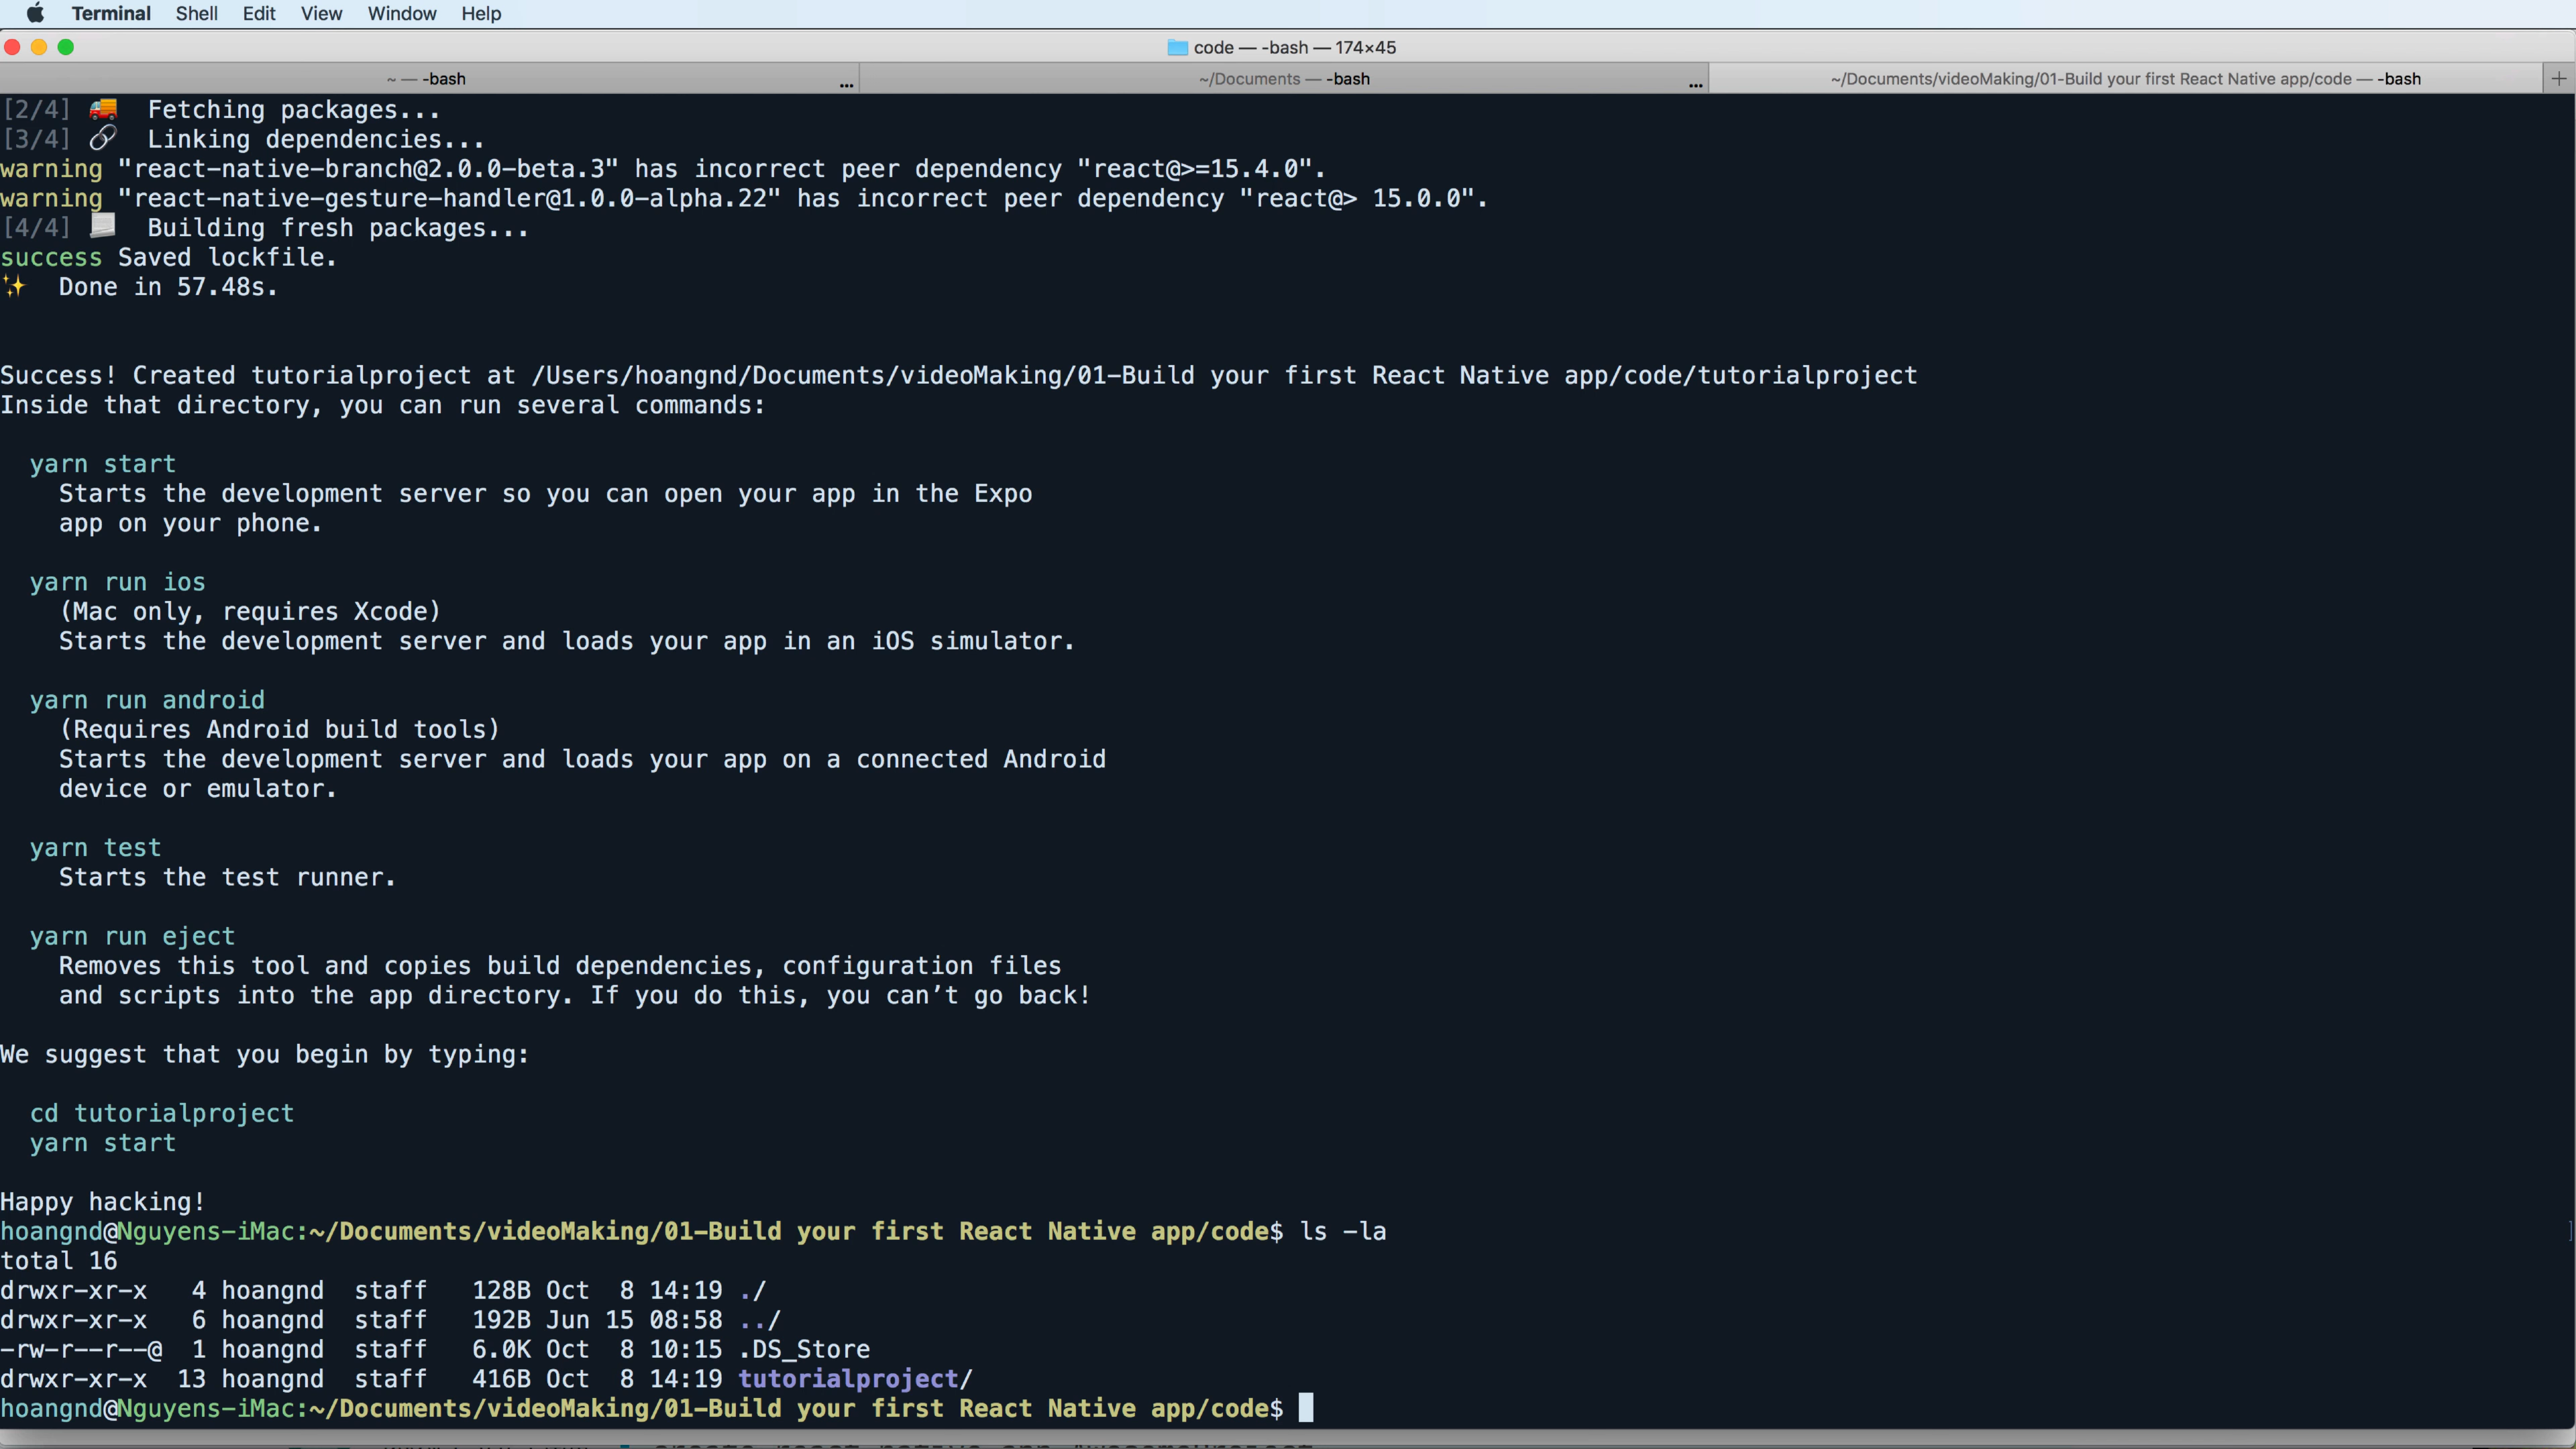 Terminal Shell Edit View Window Help
code — -bash — 174×45
~ — -bash
~/Documents — -bash
~/Documents/videoMaking/01-Build your first React Native app/code — -bash
[2/4] 🚚  Fetching packages...
[3/4] 🔗  Linking dependencies...
warning "react-native-branch@2.0.0-beta.3" has incorrect peer dependency "react@>=15.4.0".
warning "react-native-gesture-handler@1.0.0-alpha.22" has incorrect peer dependency "react@> 15.0.0".
[4/4] 📃  Building fresh packages...
success Saved lockfile.
✨  Done in 57.48s.
Success! Created tutorialproject at /Users/hoangnd/Documents/videoMaking/01-Build your first React Native app/code/tutorialproject
Inside that directory, you can run several commands:
yarn start
Starts the development server so you can open your app in the Expo
app on your phone.
yarn run ios
(Mac only, requires Xcode)
Starts the development server and loads your app in an iOS simulator.
yarn run android
(Requires Android build tools)
Starts the development server and loads your app on a connected Android
device or emulator.
yarn test
Starts the test runner.
yarn run eject
Removes this tool and copies build dependencies, configuration files
and scripts into the app directory. If you do this, you can’t go back!
We suggest that you begin by typing:
cd tutorialproject
yarn start
Happy hacking!
hoangnd@Nguyens-iMac:~/Documents/videoMaking/01-Build your first React Native app/code$ ls -la
total 16
drwxr-xr-x   4 hoangnd  staff   128B Oct  8 14:19 ./
drwxr-xr-x   6 hoangnd  staff   192B Jun 15 08:58 ../
-rw-r--r--@  1 hoangnd  staff   6.0K Oct  8 10:15 .DS_Store
drwxr-xr-x  13 hoangnd  staff   416B Oct  8 14:19 tutorialproject/
hoangnd@Nguyens-iMac:~/Documents/videoMaking/01-Build your first React Native app/code$